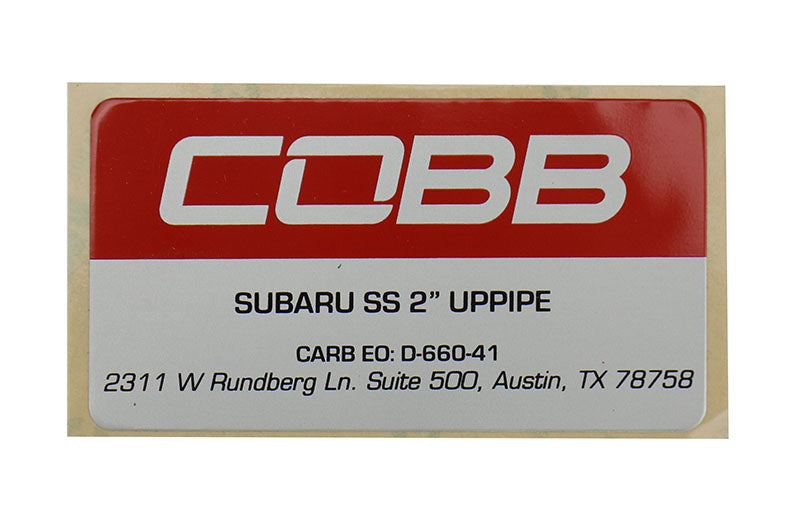 COBB
SUBARU SS 2” UPPIPE
CARB EO: D-660-41
2311 W Rundberg Ln. Suite 500, Austin, TX 78758